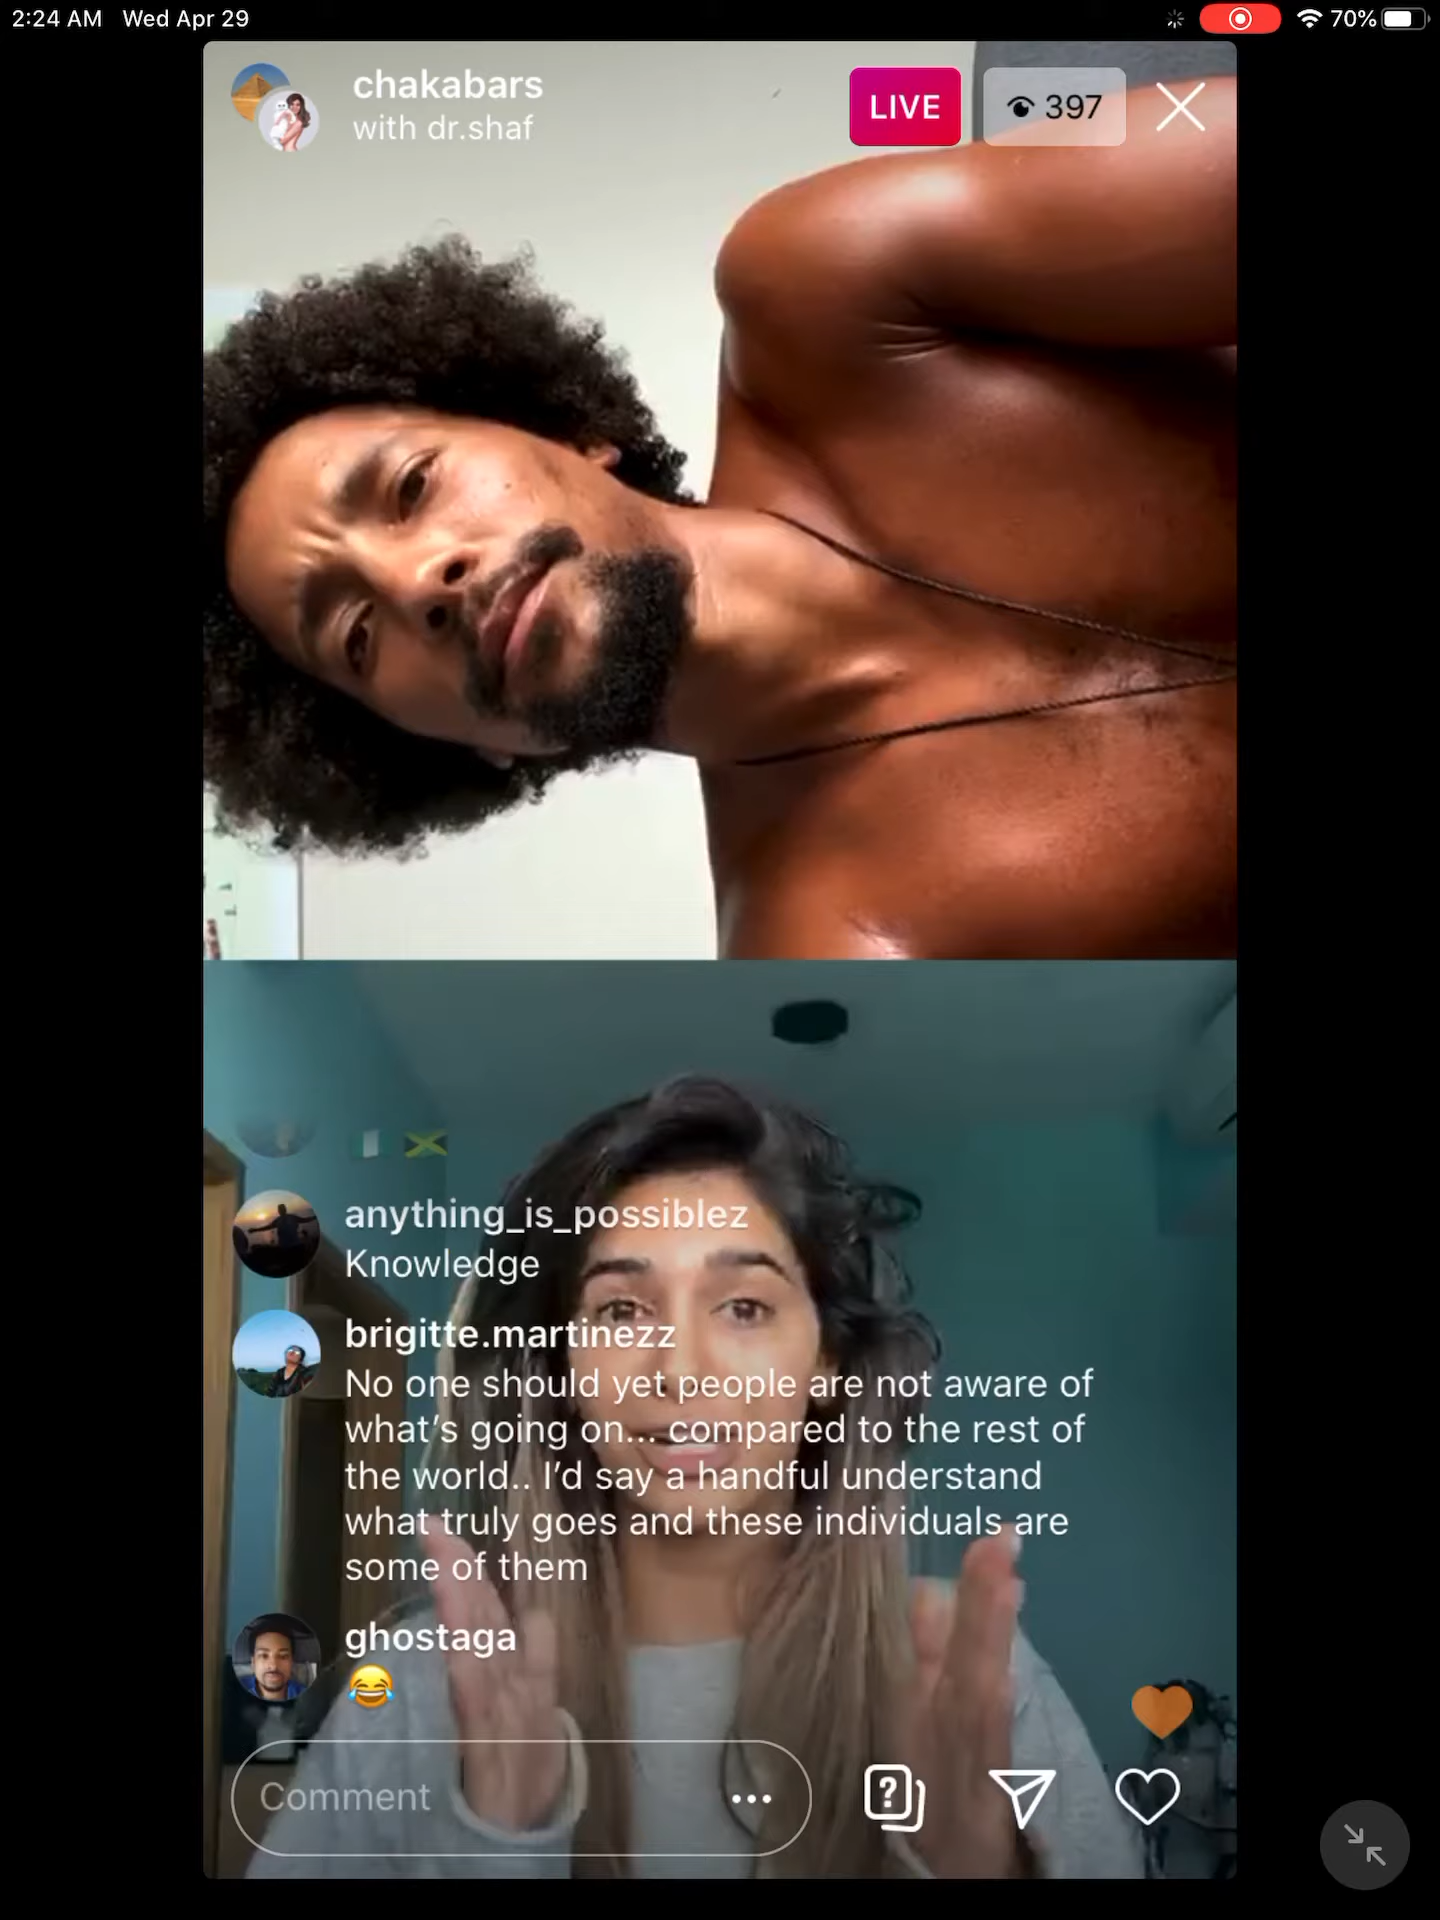 2:24 AM Wed Apr 29
70%
chakabars
with dr.shaf
LIVE
397
anything_is_possiblez
Knowledge
brigitte.martinezz
No one should yet people are not aware of
what’s going on... compared to the rest of
the world.. I’d say a handful understand
what truly goes and these individuals are
some of them
ghostaga
😂
Comment